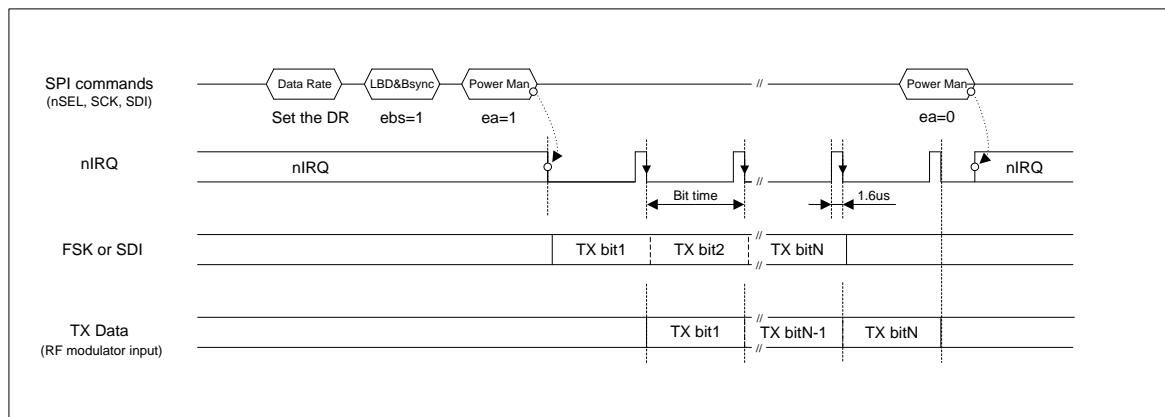 SPI commands
(nSEL, SCK, SDI)
Data Rate
LBD&Bsync
Power Man
//
Power Man
Set the DR
ebs=1
ea=1
ea=0
nIRQ
nIRQ
//
nIRQ
Bit time
1.6us
FSK or SDI
TX bit1
TX bit2
//
TX bitN
//
TX Data
(RF modulator input)
//
TX bit1
TX bitN-1
TX bitN
//